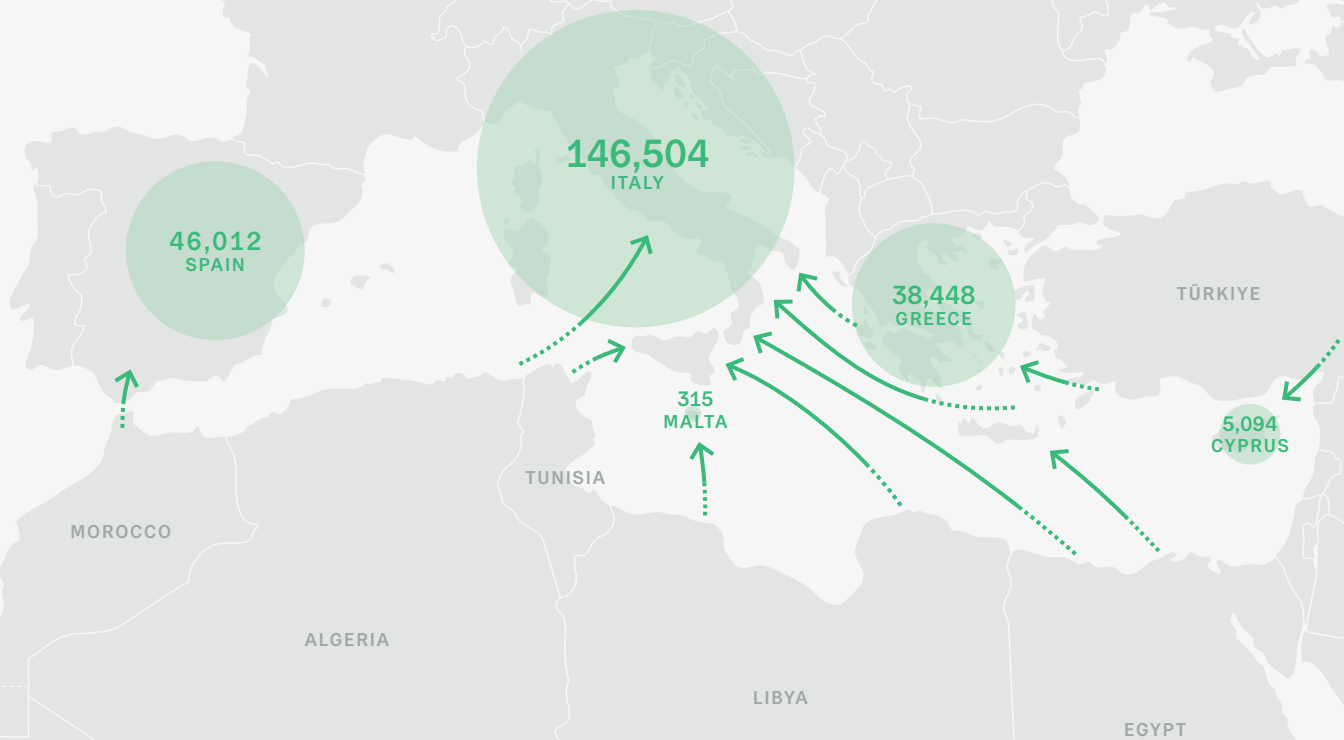 146,504
ITALY
46,012
SPAIN
38,448
GREECE
TÜRKIYE
315
MALTA
5,094
CYPRUS
TUNISIA
MOROCCO
ALGERIA
LIBYA
EGYPT